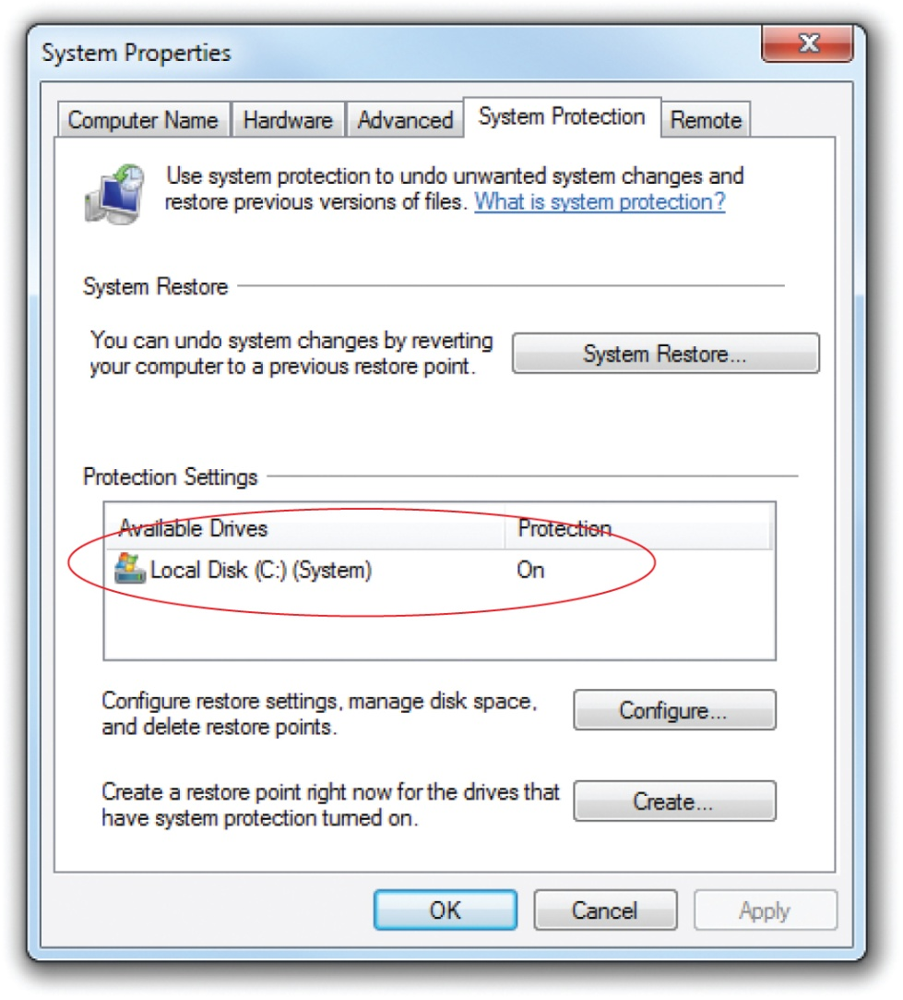 System Properties
Computer Name Hardware Advanced System Protection Remote
Use system protection to undo unwanted system changes and
restore previous versions of files. What is system protection?
System Restore
You can undo system changes by reverting
your computer to a previous restore point.
System Restore...
Protection Settings
Available Drives Protection
Local Disk (C:) (System) On
Configure restore settings, manage disk space,
and delete restore points.
Configure...
Create a restore point right now for the drives that
have system protection turned on.
Create...
OK Cancel Apply